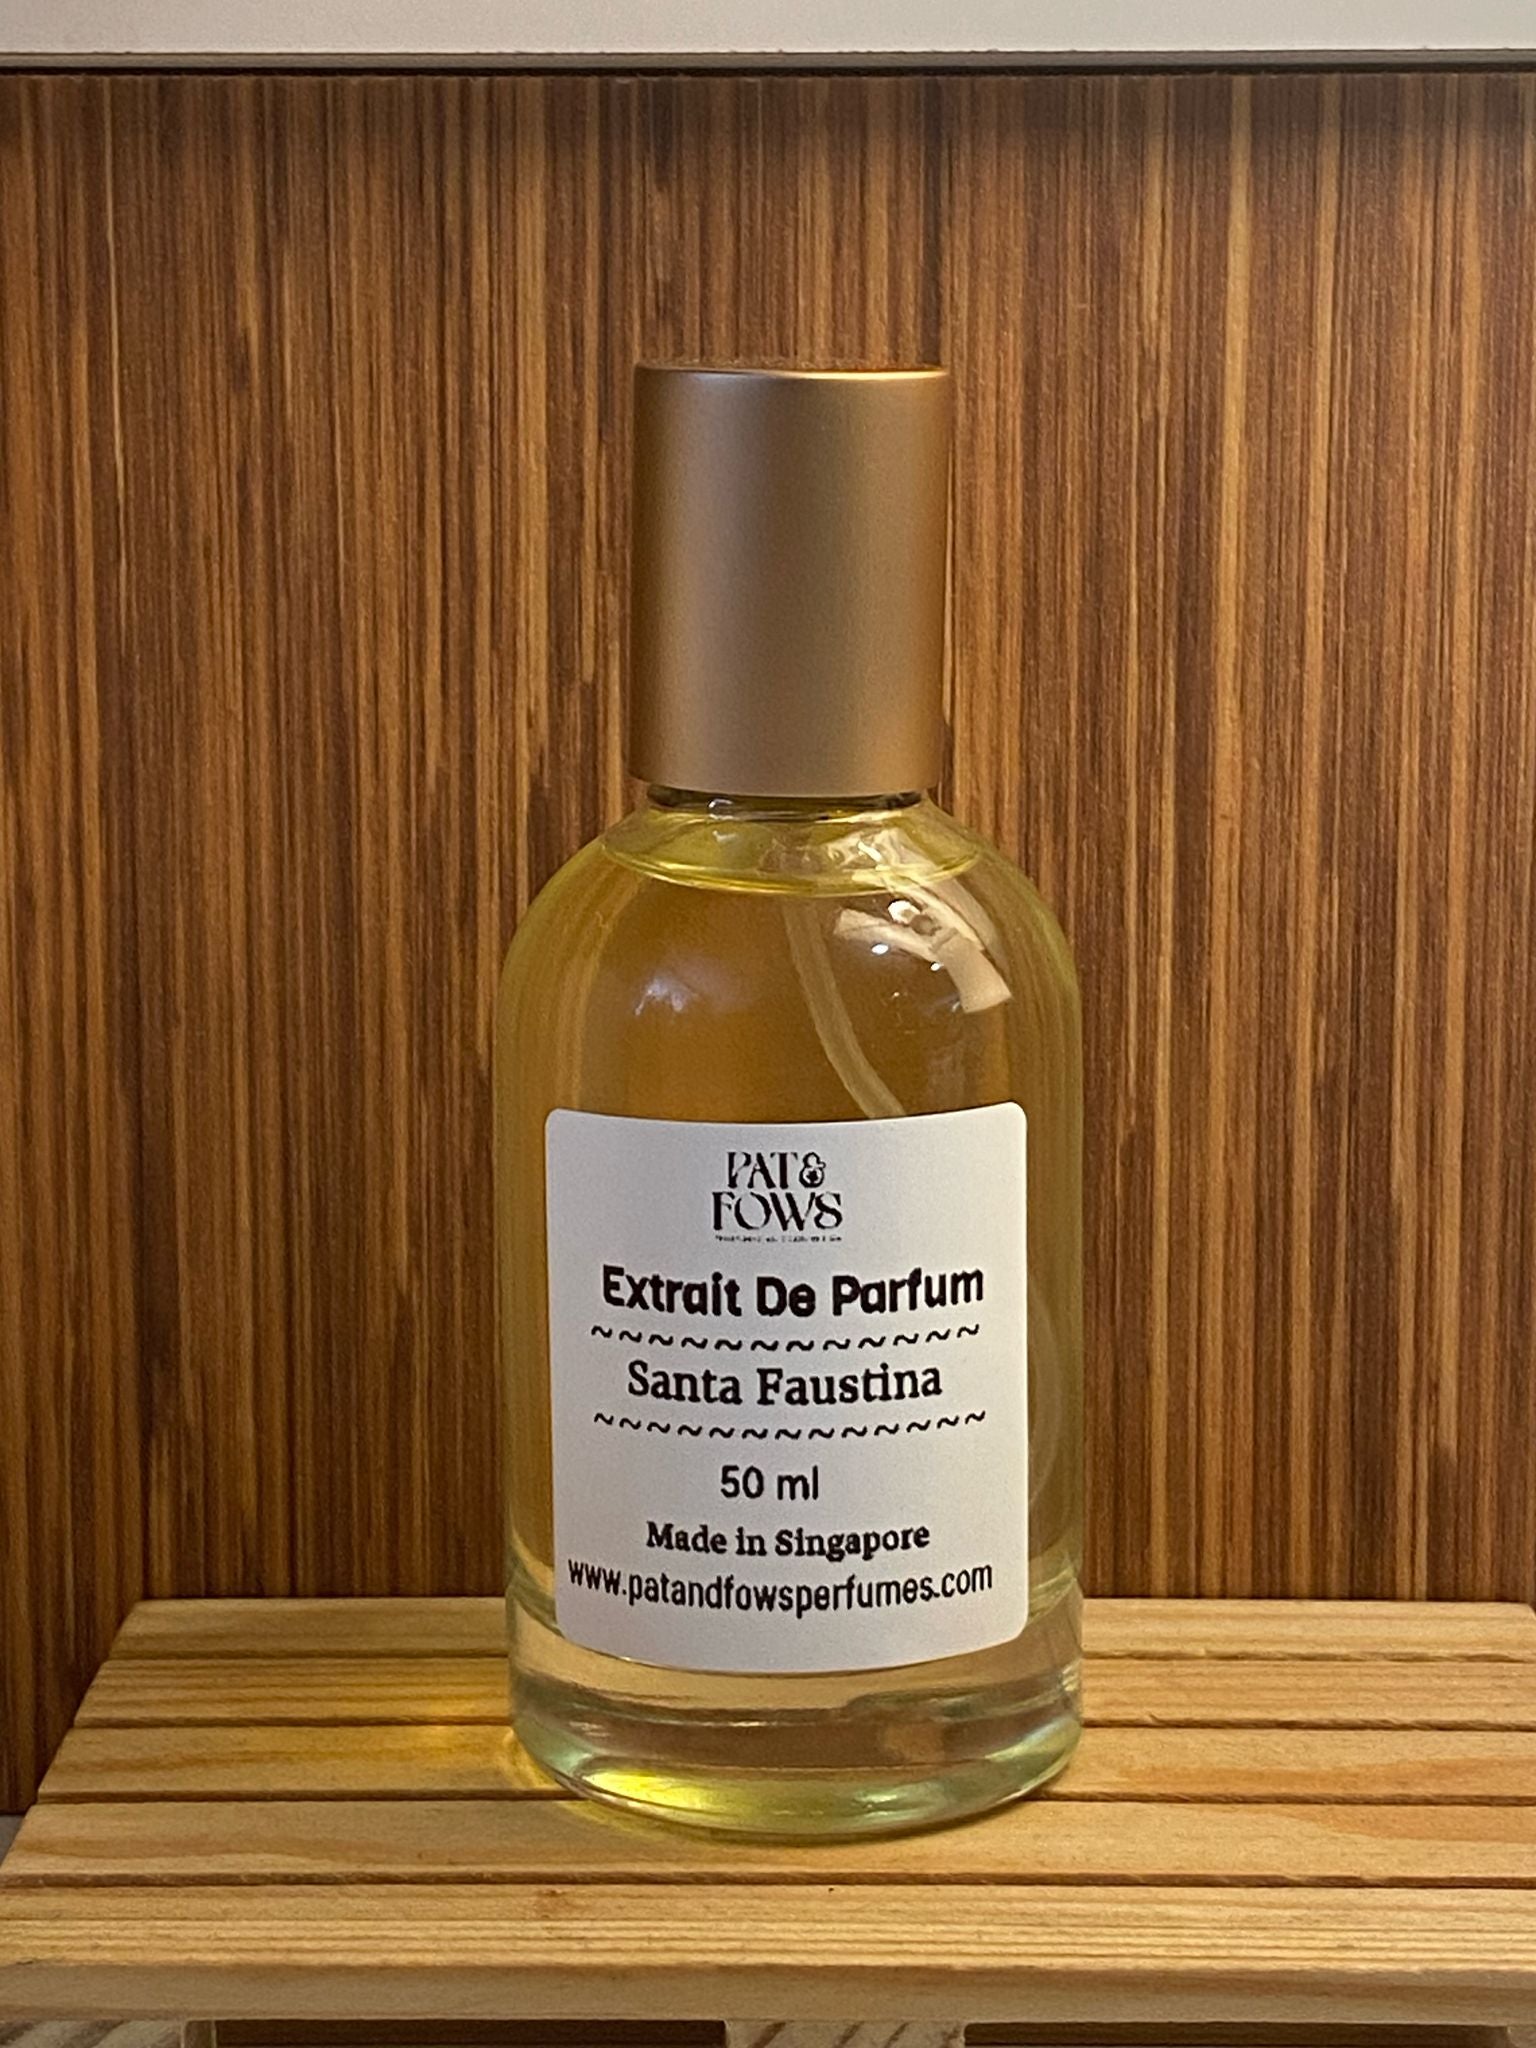 PAT&
FOWS
Extrait De Parfum
~~~~~~~~~~~~~
Santa Faustina
~~~~~~~~~~~~~
50 ml
Made in Singapore
www.patandfowsperfumes.com